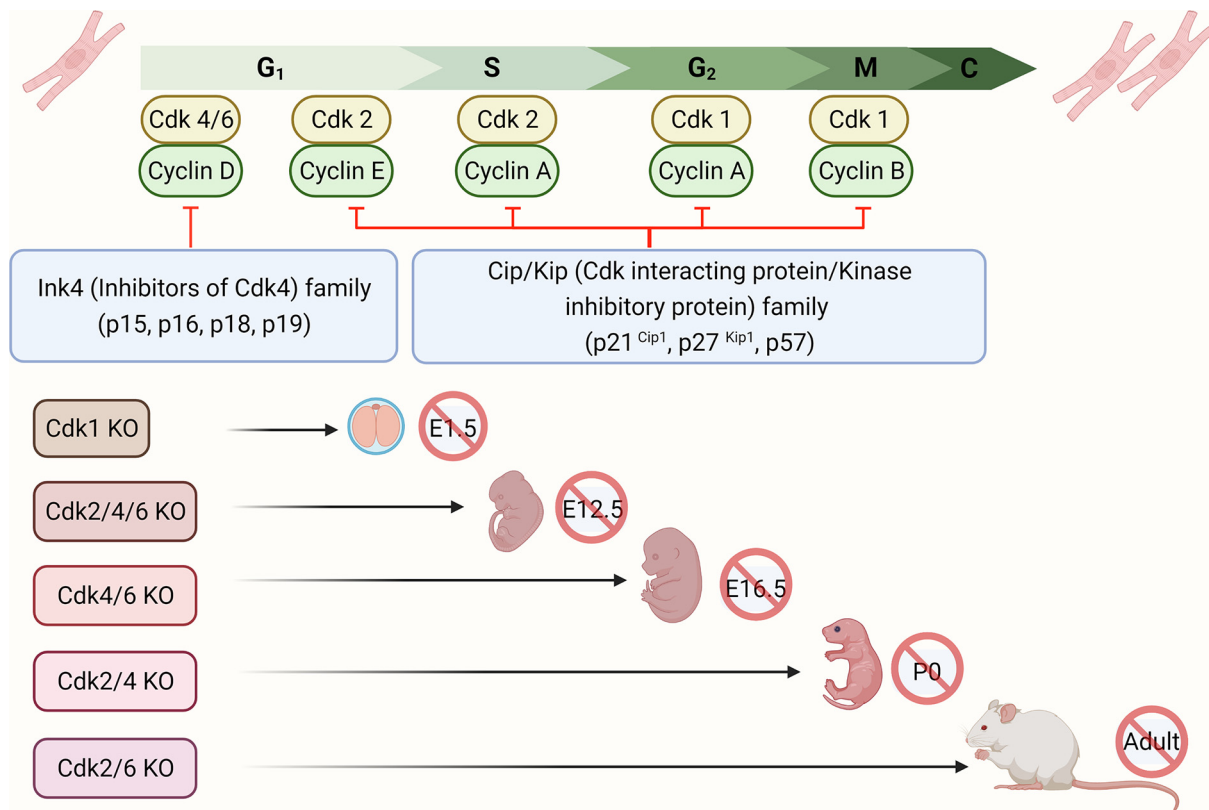 G₁ S G₂ M C
Cdk 4/6 Cdk 2 Cdk 2 Cdk 1 Cdk 1
Cyclin D Cyclin E Cyclin A Cyclin A Cyclin B
Ink4 (Inhibitors of Cdk4) family
(p15, p16, p18, p19)
Cip/Kip (Cdk interacting protein/Kinase
inhibitory protein) family
(p21 Cip1, p27 Kip1, p57)
Cdk1 KO E1.5
Cdk2/4/6 KO E12.5
Cdk4/6 KO E16.5
Cdk2/4 KO P0
Cdk2/6 KO Adult